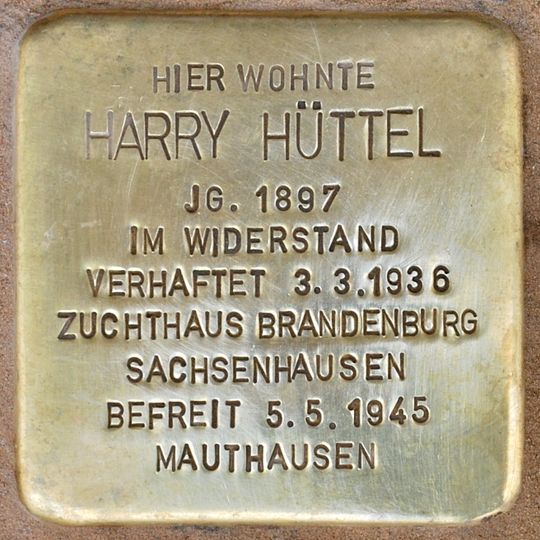 HIER WOHNTE
HARRY HÜTTEL
JG. 1897
IM WIDERSTAND
VERHAFTET 3.3.1936
ZUCHTHAUS BRANDENBURG
SACHSENHAUSEN
BEFREIT 5.5.1945
MAUTHAUSEN